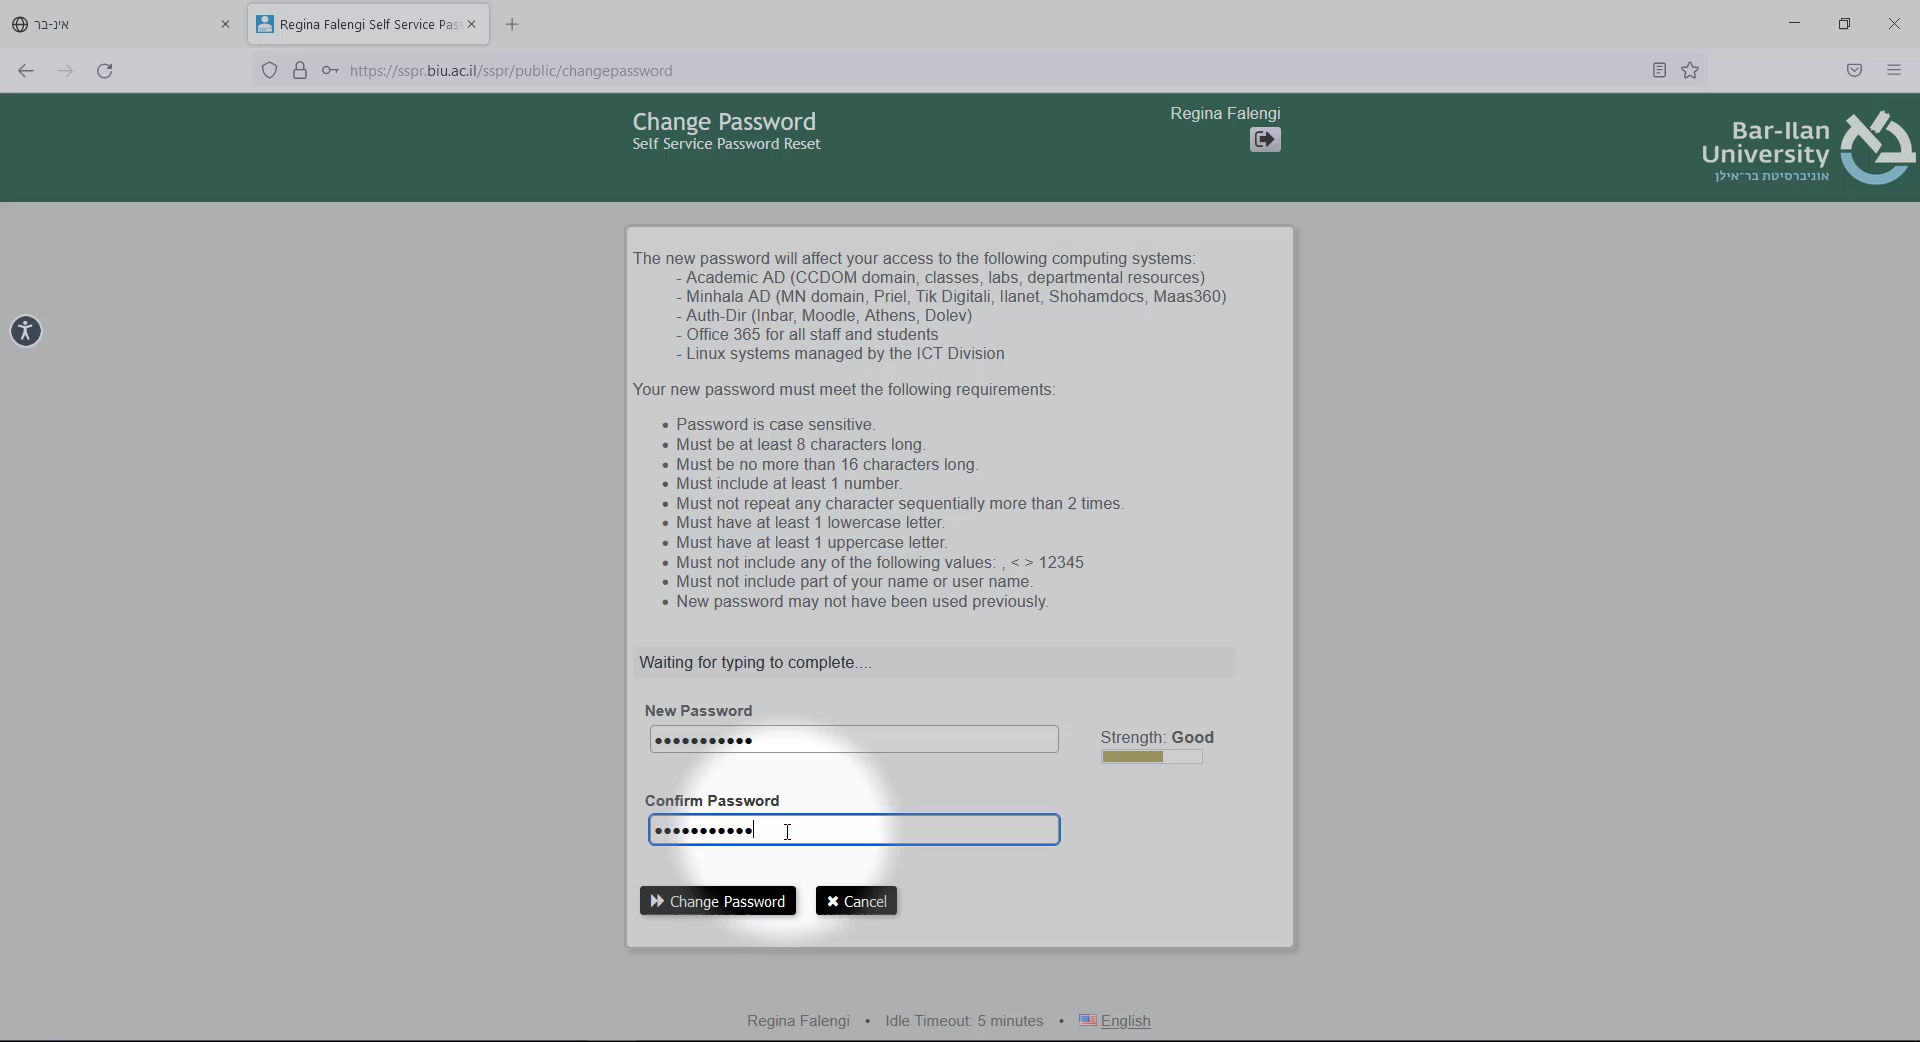 אינ-בר
Regina Falengi Self Service Pas
https://sspr.biu.ac.il/sspr/public/changepassword
Change Password
Self Service Password Reset
Regina Falengi
Bar-Ilan
University
אוניברסיטת בר־אילן
The new password will affect your access to the following computing systems:
- Academic AD (CCDOM domain, classes, labs, departmental resources)
- Minhala AD (MN domain, Priel, Tik Digitali, Ilanet, Shohamdocs, Maas360)
- Auth-Dir (Inbar, Moodle, Athens, Dolev)
- Office 365 for all staff and students
- Linux systems managed by the ICT Division
Your new password must meet the following requirements:
• Password is case sensitive.
• Must be at least 8 characters long.
• Must be no more than 16 characters long.
• Must include at least 1 number.
• Must not repeat any character sequentially more than 2 times.
• Must have at least 1 lowercase letter.
• Must have at least 1 uppercase letter.
• Must not include any of the following values: , < > 12345
• Must not include part of your name or user name.
• New password may not have been used previously.
Waiting for typing to complete....
New Password
•••••••••••
Strength: Good
Confirm Password
•••••••••••
Change Password
Cancel
Regina Falengi • Idle Timeout: 5 minutes • English